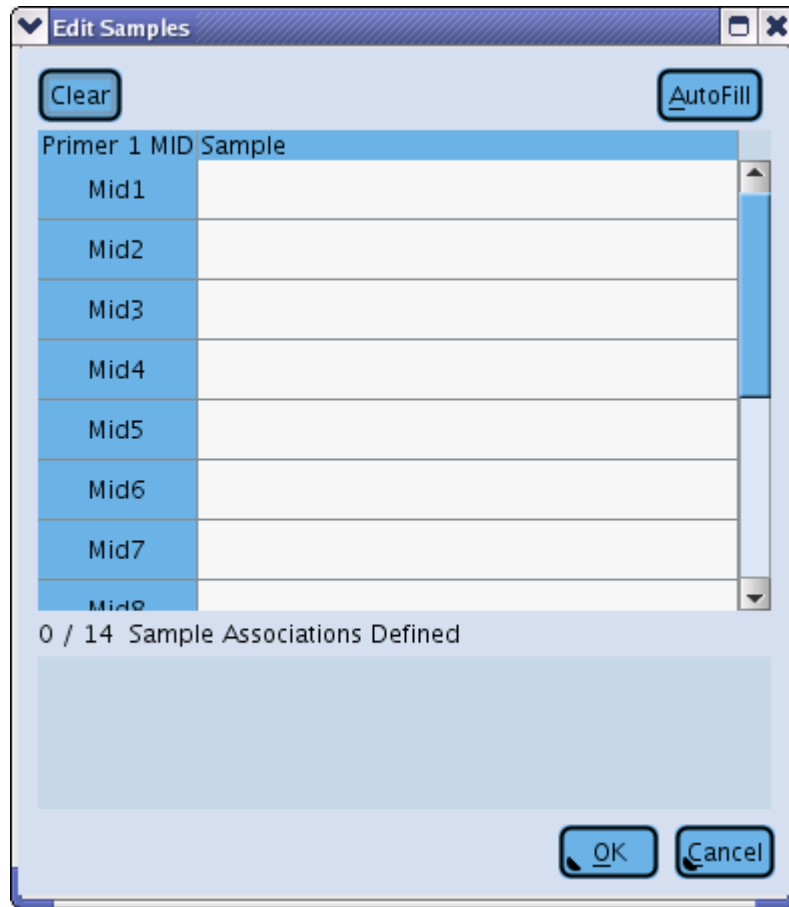 Edit Samples
Clear
AutoFill
Primer 1 MID Sample
Mid1
Mid2
Mid3
Mid4
Mid5
Mid6
Mid7
Mid8
0 / 14 Sample Associations Defined
OK
Cancel